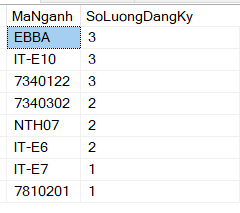 MaNganh SoLuongDangKy
EBBA 3
IT-E10 3
7340122 3
7340302 2
NTH07 2
IT-E6 2
IT-E7 1
7810201 1